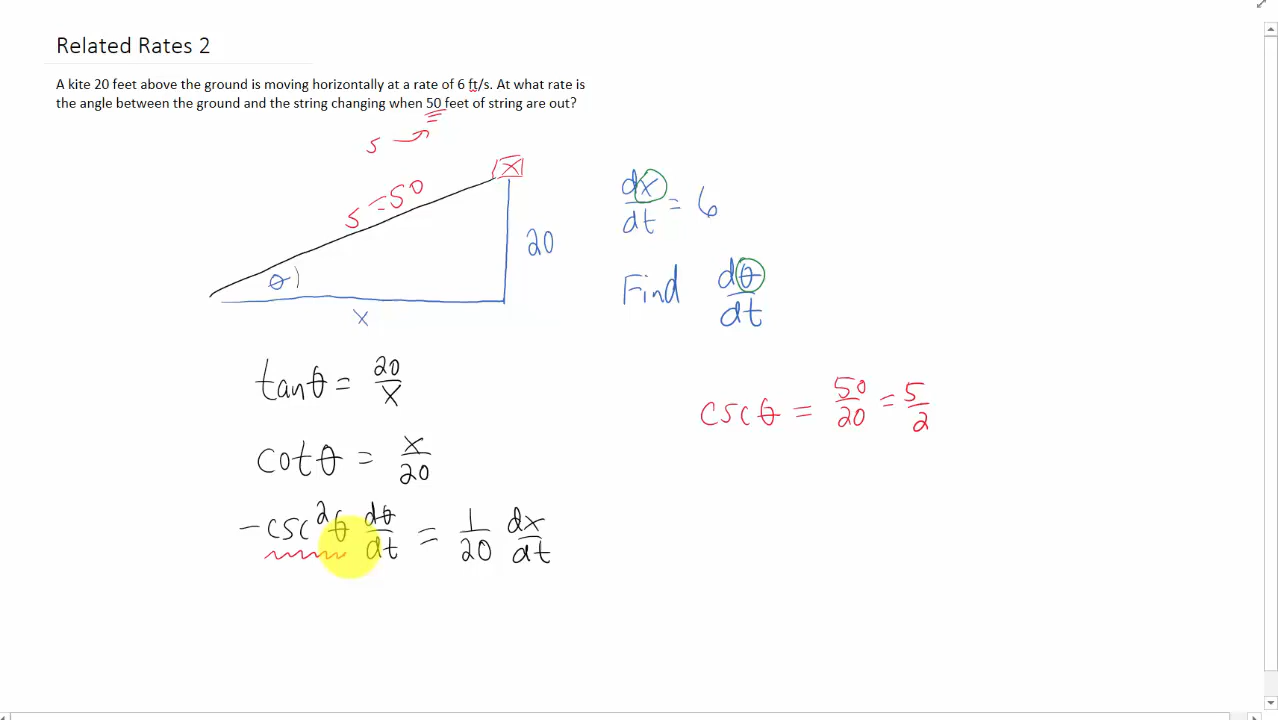 Related Rates 2
A kite 20 feet above the ground is moving horizontally at a rate of 6 ft/s. At what rate is
the angle between the ground and the string changing when 50 feet of string are out?
s
x
s = 50
20
θ
x
dx/dt = 6
Find dθ/dt
tanθ = 20/x
cscθ = 50/20 = 5/2
cotθ = x/20
-csc²θ dθ/dt = 1/20 dx/dt